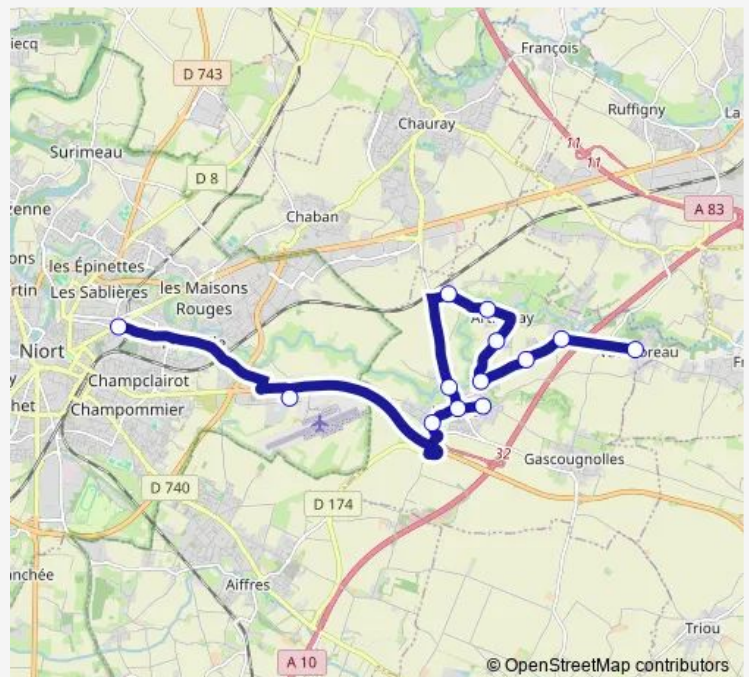 François
D 743
Ruffigny
La
Chauray
11
11
Surimeau
D 8
A 83
Chaban
les Épinettes
les Maisons
Rouges
Les Sablières
Niort
Champclairot
Champommier
32
Gascougnolles
D 740
D 174
Aiffres
Triou
A 10
© OpenStreetMap contributors